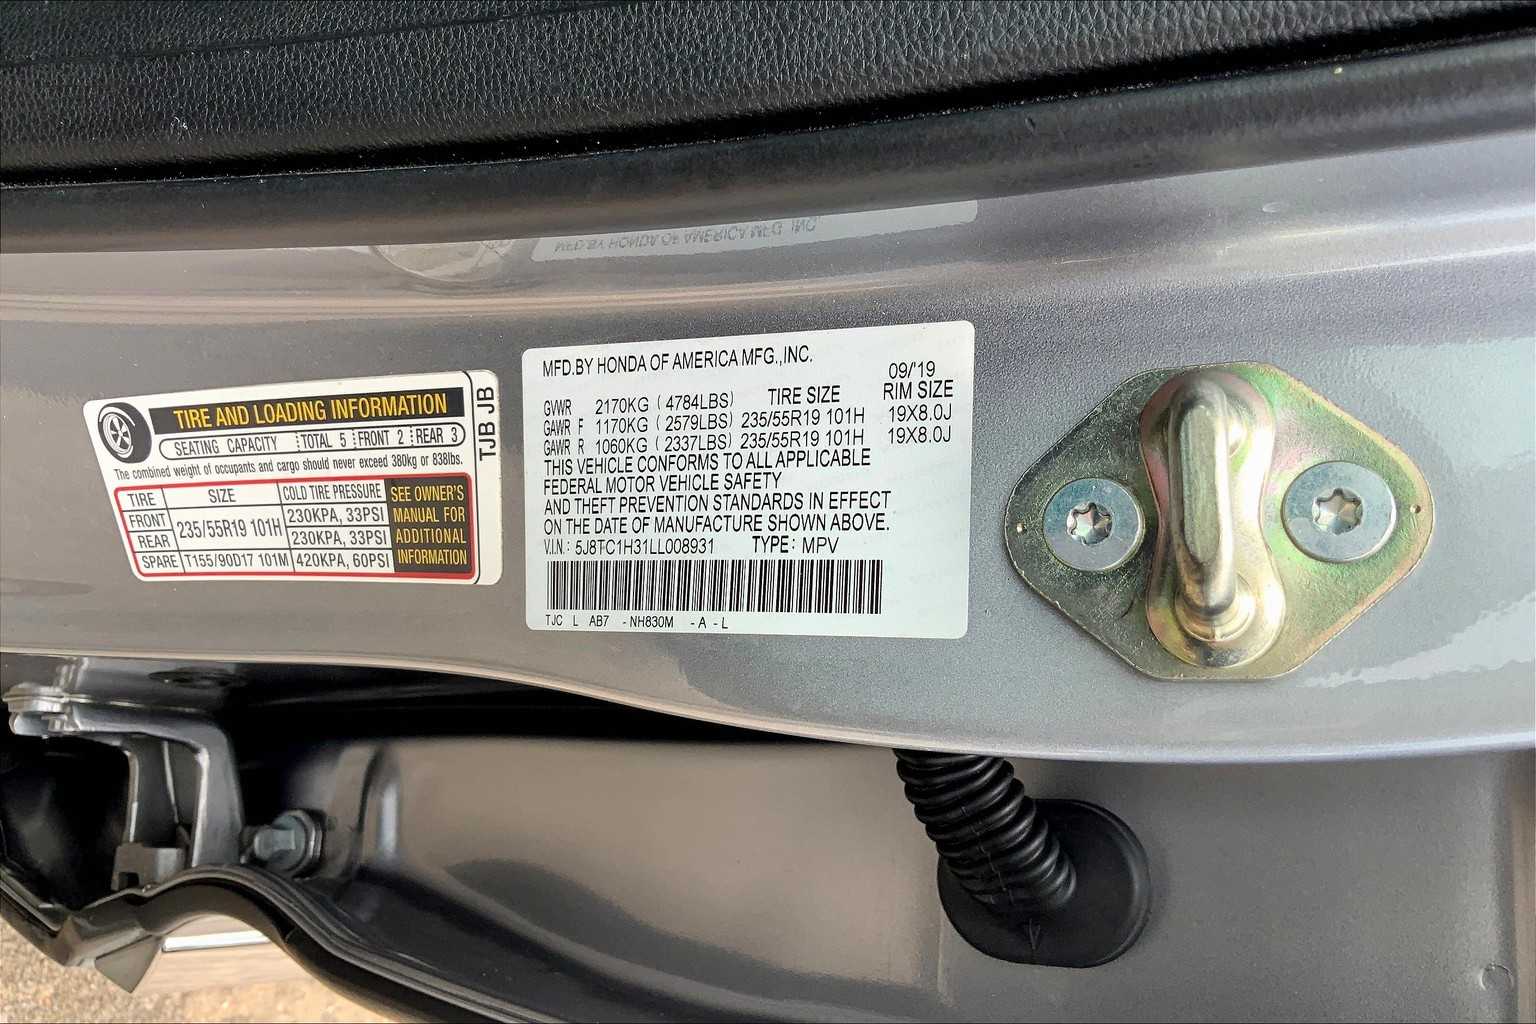 TIRE AND LOADING INFORMATION
SEATING CAPACITY TOTAL 5 FRONT 2 REAR 3
The combined weight of occupants and cargo should never exceed 380kg or 838lbs.
TIRE SIZE COLD TIRE PRESSURE
FRONT 235/55R19 101H 230KPA, 33PSI
REAR 230KPA, 33PSI
SPARE T155/90D17 101M 420KPA, 60PSI
SEE OWNER'S
MANUAL FOR
ADDITIONAL
INFORMATION
TJB JB
MFD.BY HONDA OF AMERICA MFG.,INC.
09/'19
TIRE SIZE RIM SIZE
GVWR 2170KG ( 4784LBS)
GAWR F 1170KG ( 2579LBS) 235/55R19 101H 19X8.0J
GAWR R 1060KG ( 2337LBS) 235/55R19 101H 19X8.0J
THIS VEHICLE CONFORMS TO ALL APPLICABLE
FEDERAL MOTOR VEHICLE SAFETY
AND THEFT PREVENTION STANDARDS IN EFFECT
ON THE DATE OF MANUFACTURE SHOWN ABOVE.
V.I.N.: 5J8TC1H31LL008931 TYPE: MPV
TJC L AB7 -NH830M -A-L